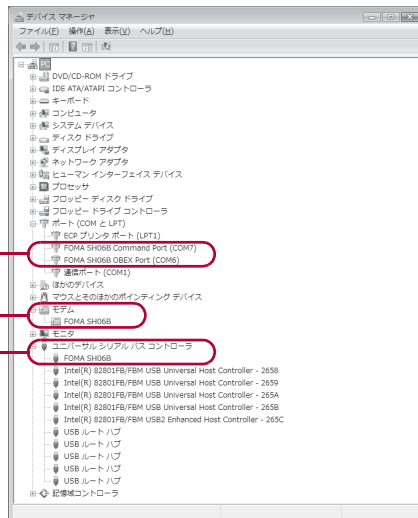 デバイス マネージャ
ファイル(F) 操作(A) 表示(V) ヘルプ(H)
PC
DVD/CD-ROM ドライブ
IDE ATA/ATAPI コントローラ
キーボード
コンピュータ
システム デバイス
ディスク ドライブ
ディスプレイ アダプタ
ネットワーク アダプタ
ヒューマン インターフェイス デバイス
プロセッサ
フロッピー ディスク ドライブ
フロッピー ドライブ コントローラ
ポート (COM と LPT)
ECP プリンタ ポート (LPT1)
FOMA SH06B Command Port (COM7)
FOMA SH06B OBEX Port (COM6)
通信ポート (COM1)
ほかのデバイス
マウスとそのほかのポインティング デバイス
モデム
FOMA SH06B
モニタ
ユニバーサル シリアル バス コントローラ
FOMA SH06B
Intel(R) 82801FB/FBM USB Universal Host Controller - 2658
Intel(R) 82801FB/FBM USB Universal Host Controller - 2659
Intel(R) 82801FB/FBM USB Universal Host Controller - 265A
Intel(R) 82801FB/FBM USB Universal Host Controller - 265B
Intel(R) 82801FB/FBM USB2 Enhanced Host Controller - 265C
USB ルート ハブ
USB ルート ハブ
USB ルート ハブ
USB ルート ハブ
USB ルート ハブ
記憶域コントローラ